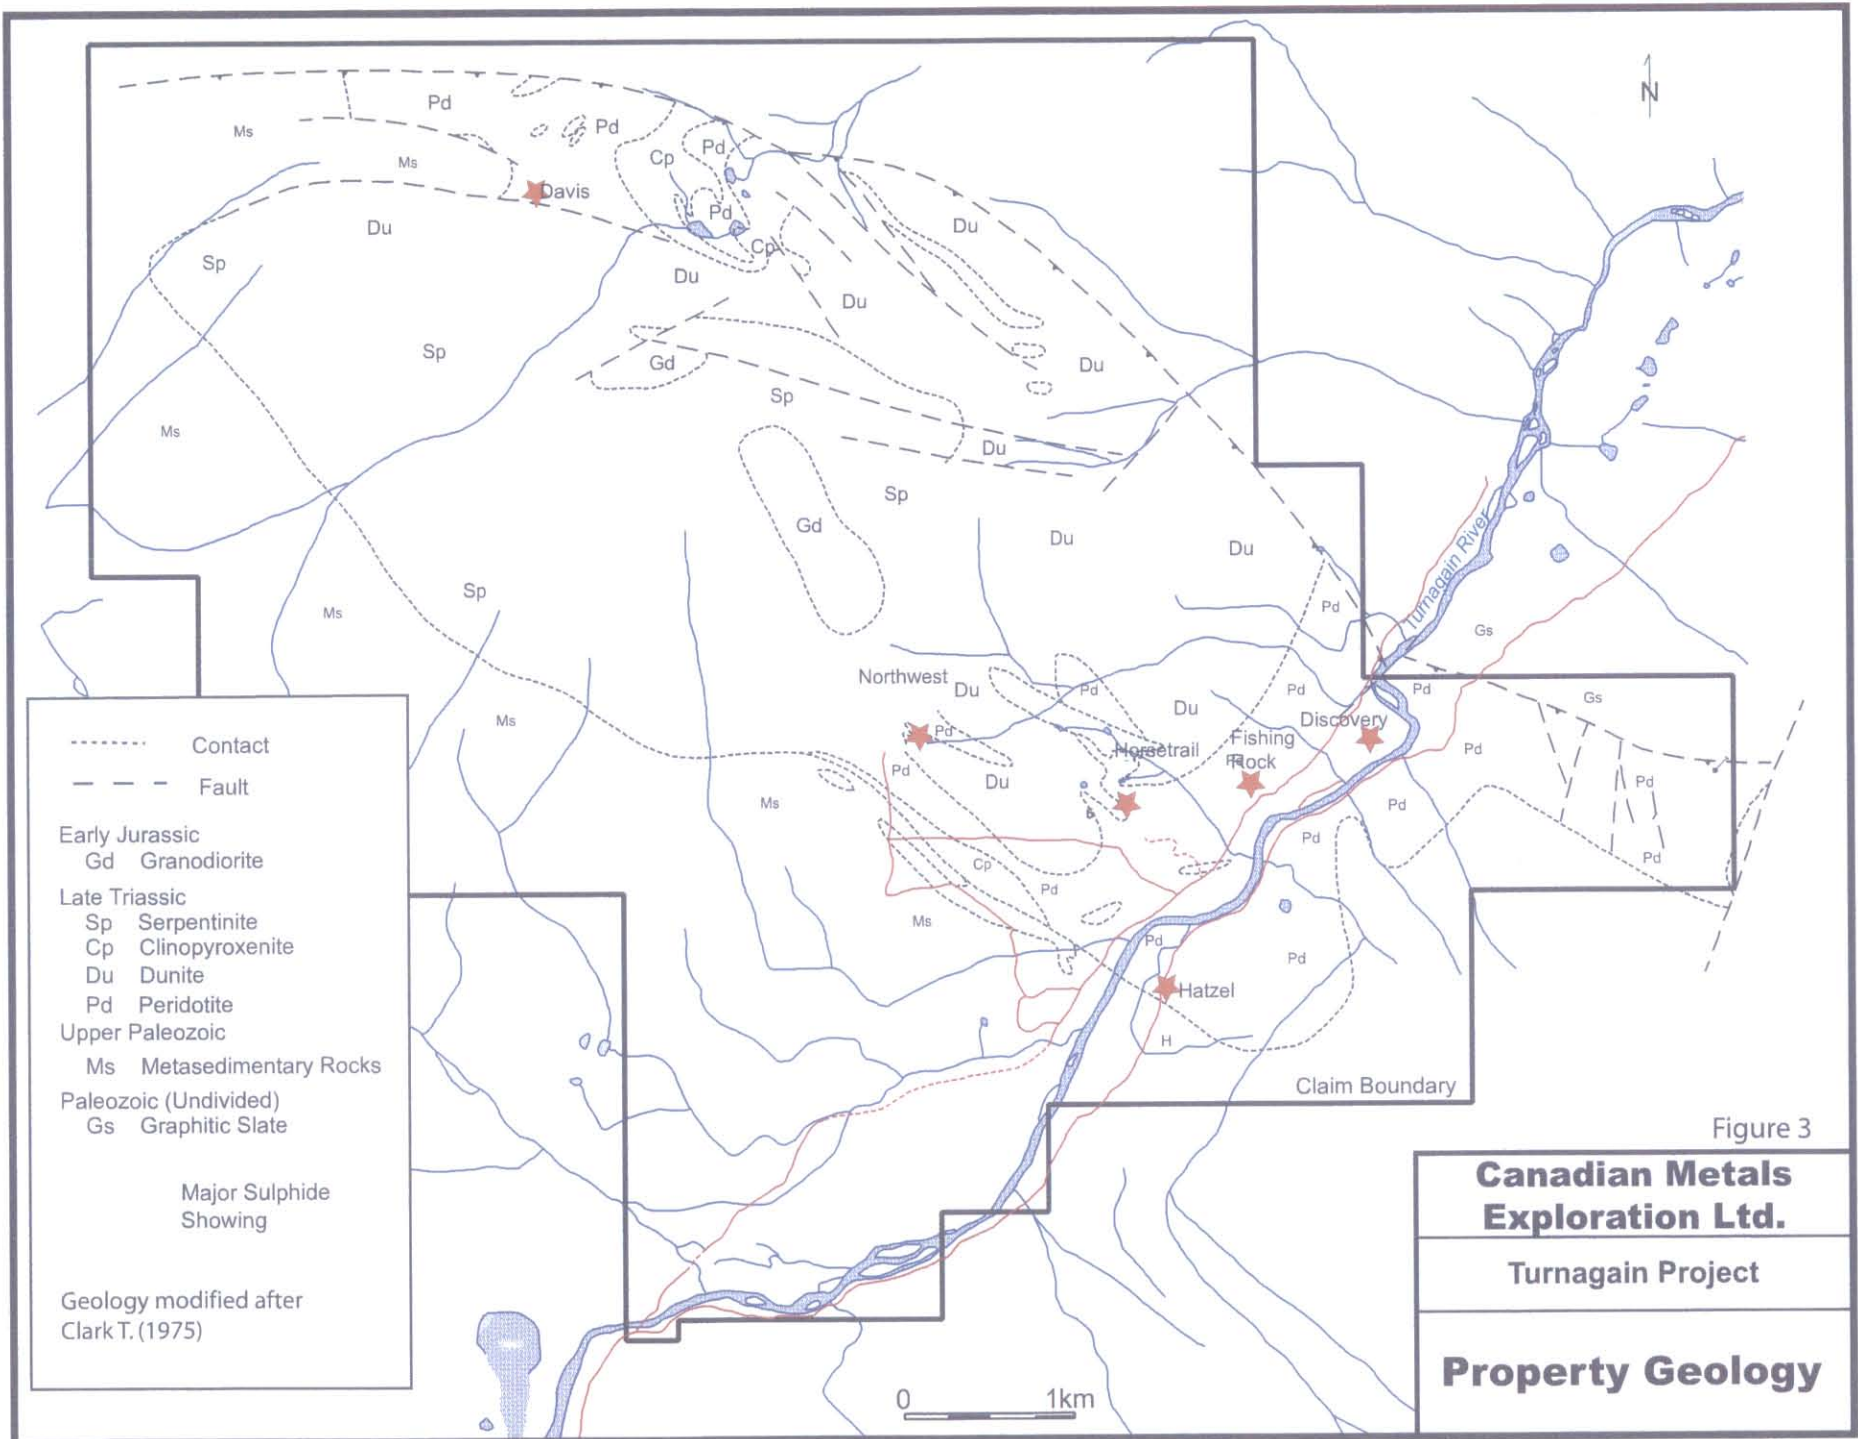 N
Pd
Ms
Pd
Cp
Pd
Ms
Davis
Pd
Du
Du
Cp
Sp
Du
Du
Sp
Gd
Du
Sp
Ms
Du
Sp
Gd
Du
Du
Turnagain River
Sp
Ms
Pd
Gs
Northwest
Du
Pd
Pd
Pd
Gs
Ms
Du
Discovery
Pd
Horsetrail
Fishing
Rock
Pd
Pd
Du
Pd
Ms
Pd
Pd
Cp
Pd
Pd
Ms
Pd
Pd
Hatzel
H
Claim Boundary
Contact
Fault
Early Jurassic
Gd Granodiorite
Late Triassic
Sp Serpentinite
Cp Clinopyroxenite
Du Dunite
Pd Peridotite
Upper Paleozoic
Ms Metasedimentary Rocks
Paleozoic (Undivided)
Gs Graphitic Slate
Major Sulphide
Showing
Geology modified after
Clark T. (1975)
0 1km
Figure 3
Canadian Metals
Exploration Ltd.
Turnagain Project
Property Geology